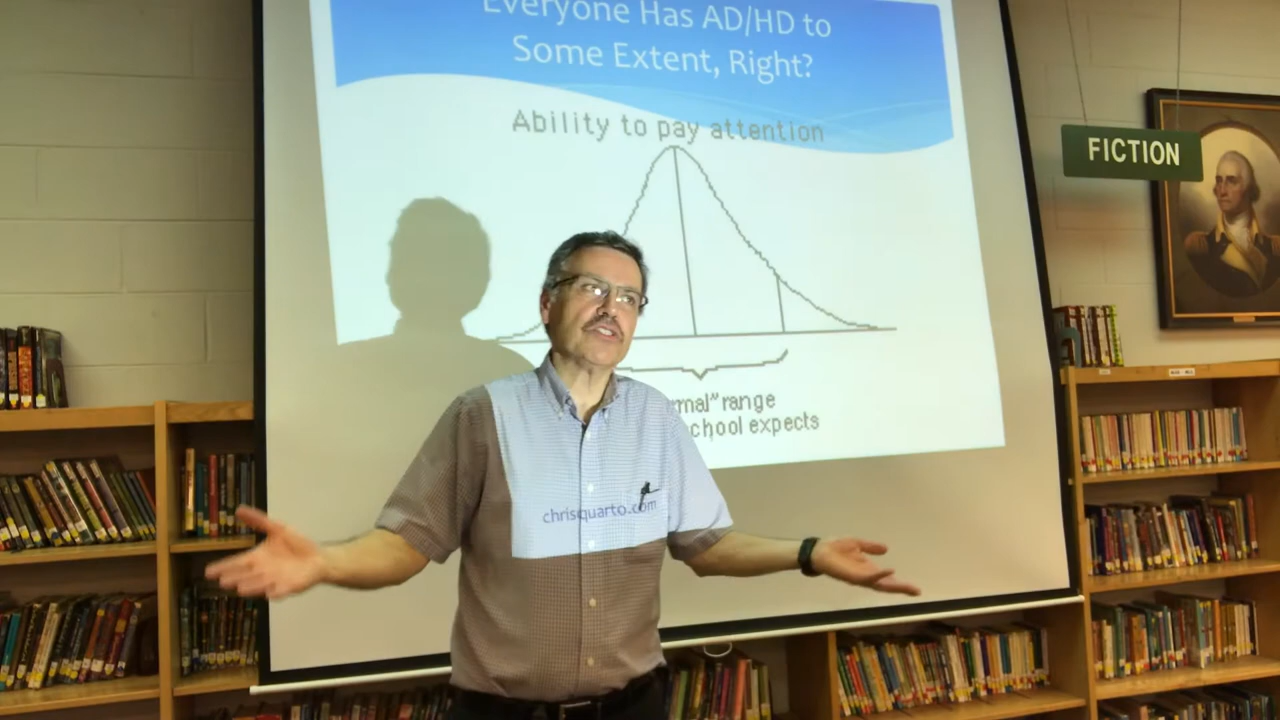 Everyone Has AD/HD to
Some Extent, Right?
Ability to pay attention
FICTION
rmal” range
chool expects
chrisquarto.com